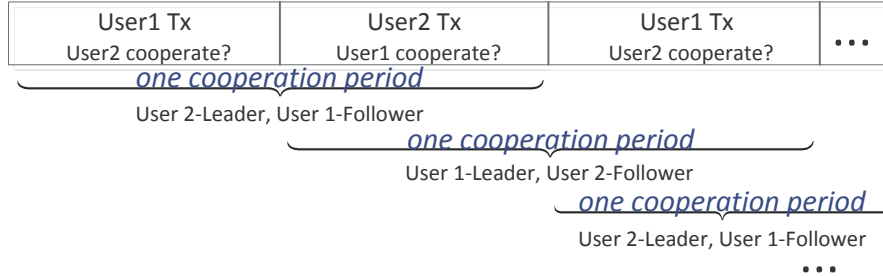 User1 Tx User2 Tx User1 Tx
User2 cooperate? User1 cooperate? User2 cooperate? ...
one cooperation period
User 2-Leader, User 1-Follower
one cooperation period
User 1-Leader, User 2-Follower
one cooperation period
User 2-Leader, User 1-Follower
...